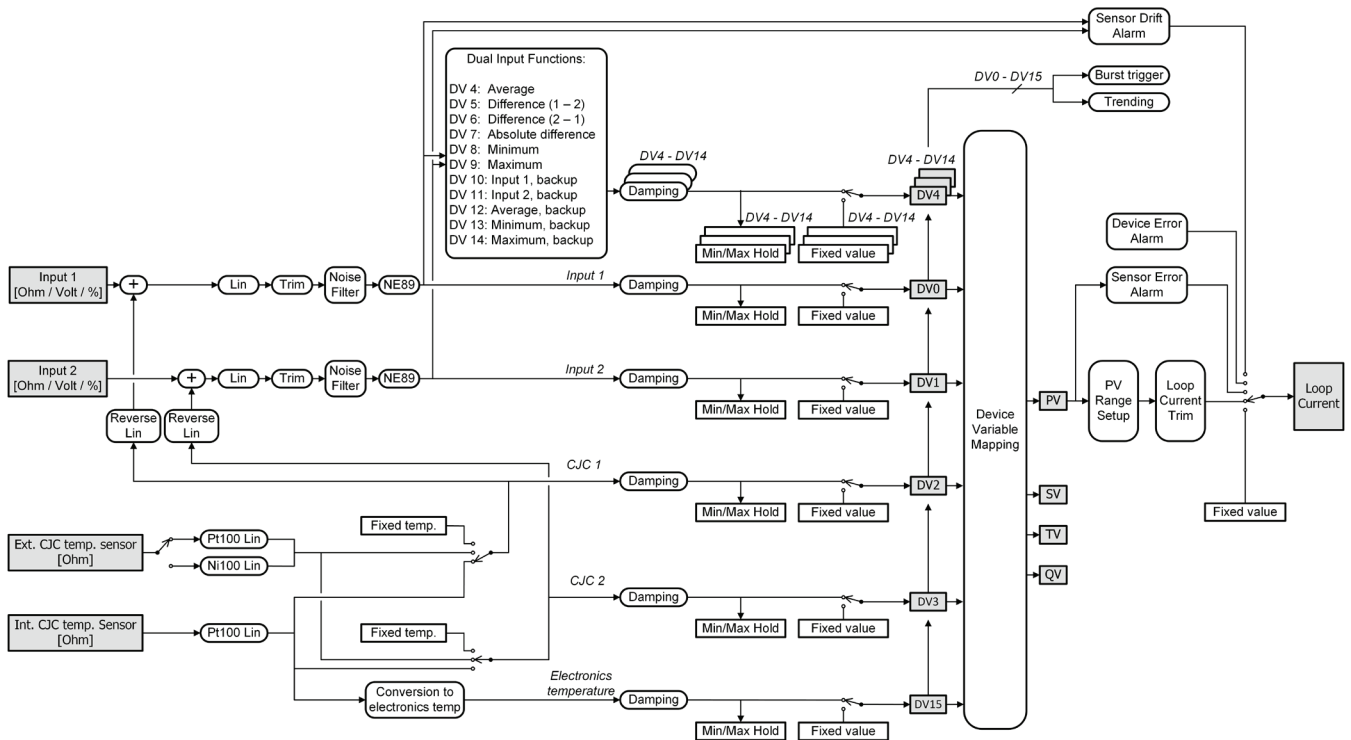 Sensor Drift
Alarm
Dual Input Functions:
DV 4: Average
DV 5: Difference (1 – 2)
DV 6: Difference (2 – 1)
DV 7: Absolute difference
DV 8: Minimum
DV 9: Maximum
DV 10: Input 1, backup
DV 11: Input 2, backup
DV 12: Average, backup
DV 13: Minimum, backup
DV 14: Maximum, backup
DV0 - DV15
Burst trigger
Trending
DV4 - DV14
Damping
DV4 - DV14
DV4
DV4 - DV14
Min/Max Hold
DV4 - DV14
Fixed value
Device Error
Alarm
Input 1
[Ohm / Volt / %]
+
Lin
Trim
Noise
Filter
NE89
Input 1
Damping
Min/Max Hold
Fixed value
DV0
Sensor Error
Alarm
Input 2
[Ohm / Volt / %]
+
Lin
Trim
Noise
Filter
NE89
Input 2
Damping
Min/Max Hold
Fixed value
DV1
Device
Variable
Mapping
PV
PV
Range
Setup
Loop
Current
Trim
Loop
Current
Reverse
Lin
Reverse
Lin
CJC 1
Damping
Min/Max Hold
Fixed value
DV2
SV
TV
QV
Fixed value
Ext. CJC temp. sensor
[Ohm]
Pt100 Lin
Ni100 Lin
Fixed temp.
CJC 2
Damping
Min/Max Hold
Fixed value
DV3
Int. CJC temp. Sensor
[Ohm]
Pt100 Lin
Fixed temp.
Conversion to
electronics temp
Electronics
temperature
Damping
Min/Max Hold
Fixed value
DV15